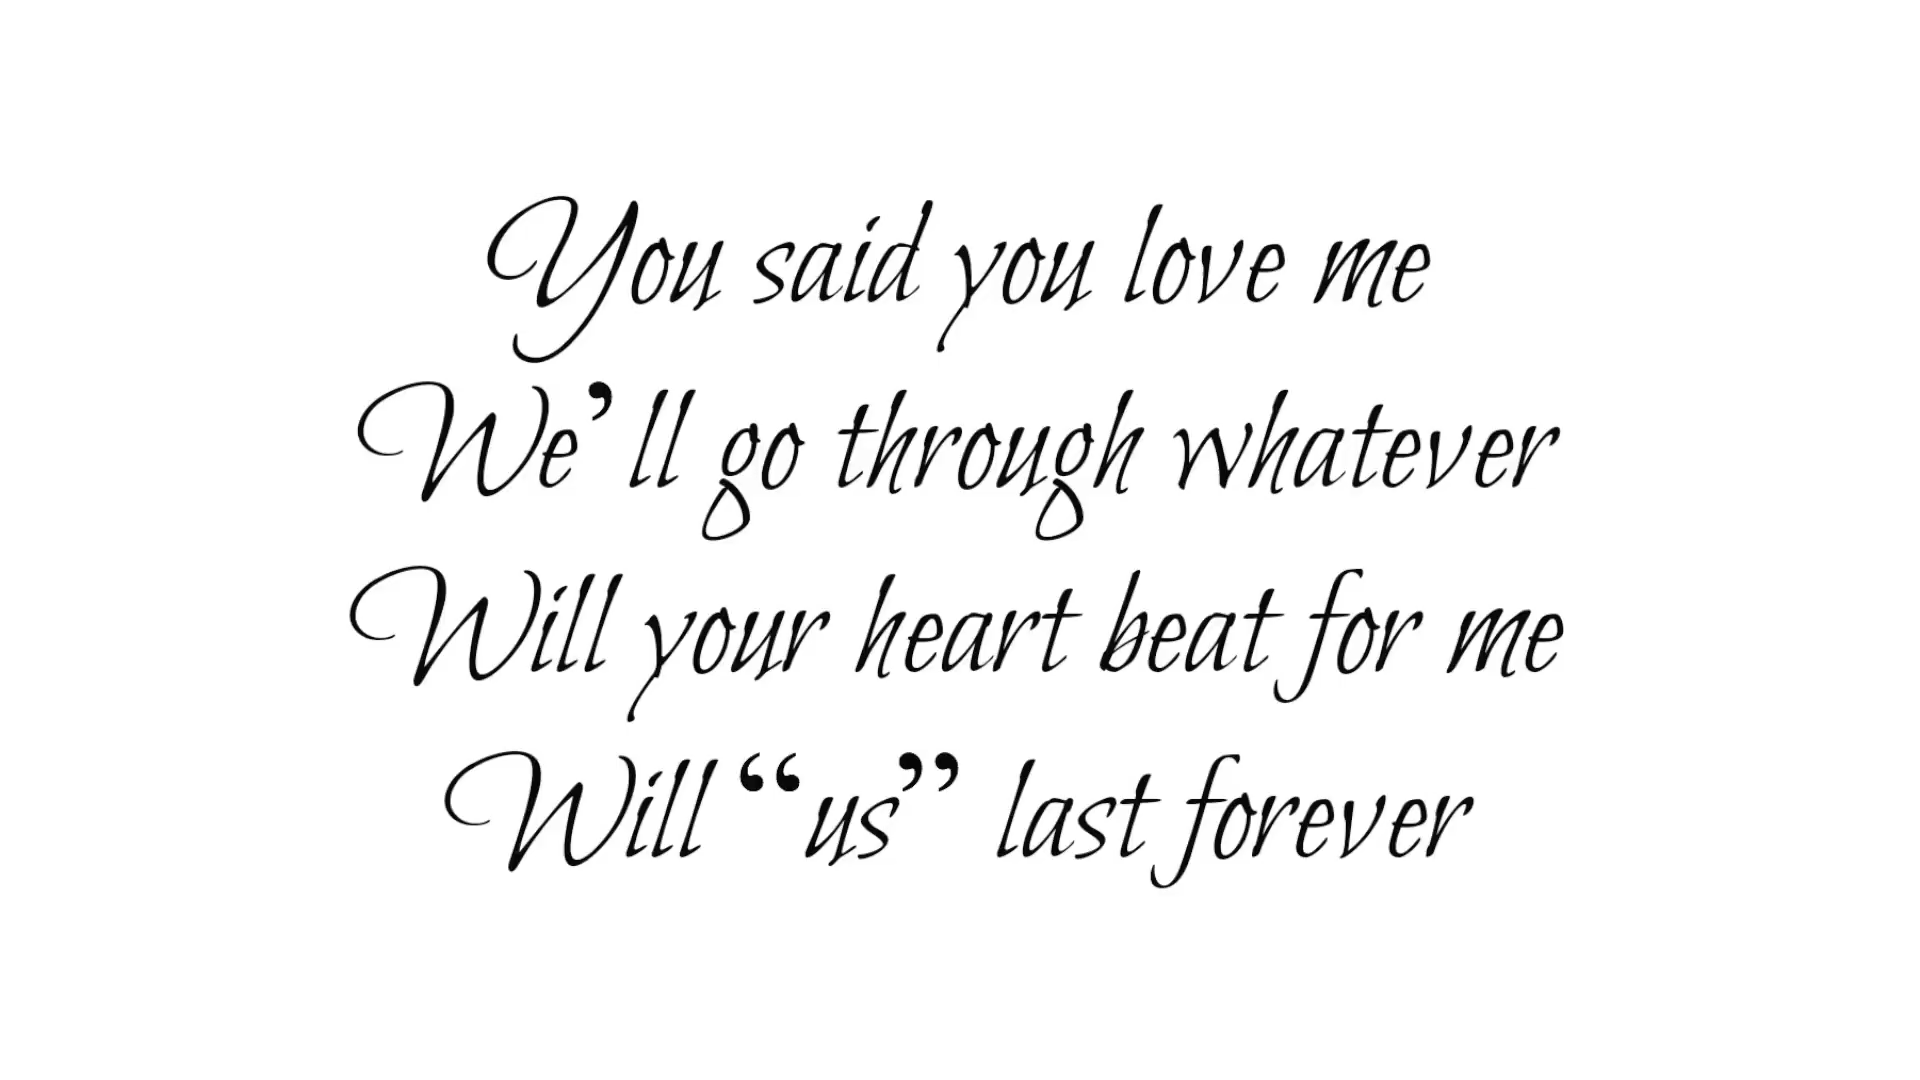 You said you love me
We’ll go through whatever
Will your heart beat for me
Will “us” last forever